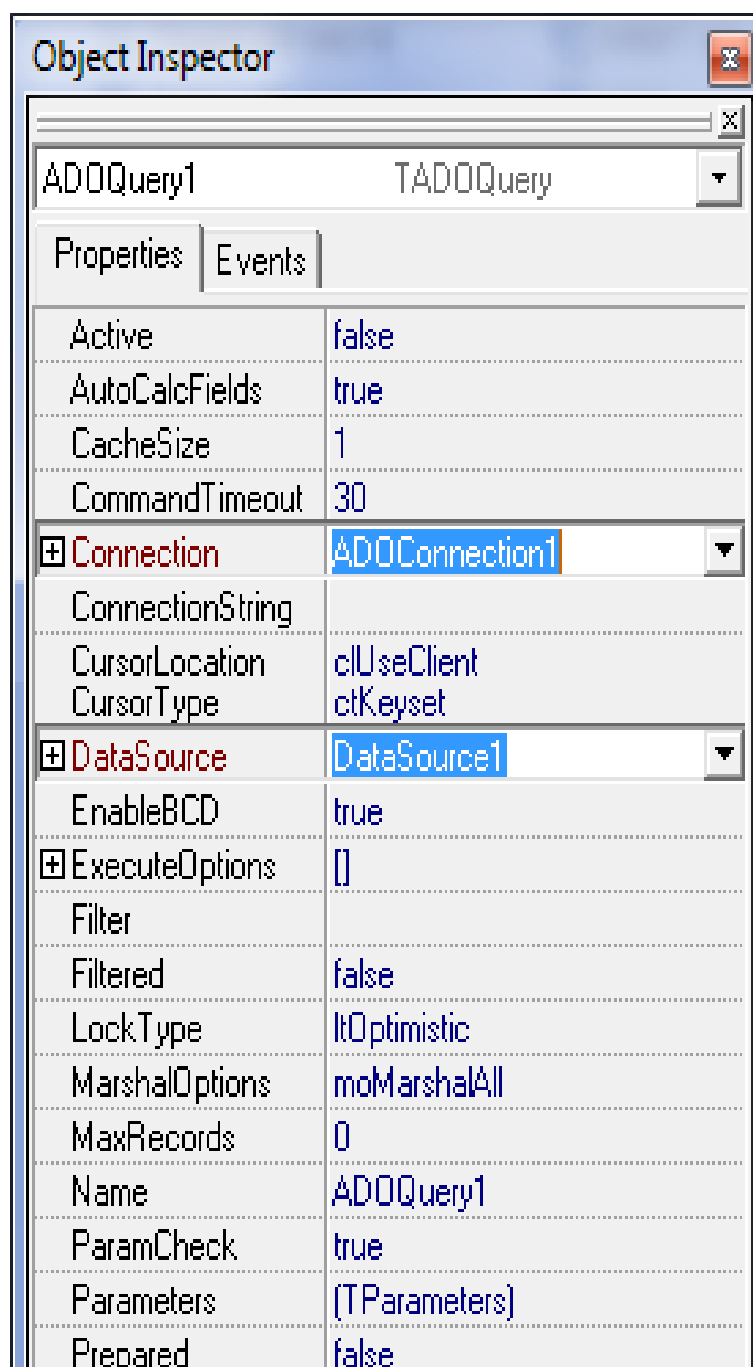 Object Inspector
ADOQuery1 TADOQuery
Properties Events
Active false
AutoCalcFields true
CacheSize 1
CommandTimeout 30
Connection ADOConnection1
ConnectionString
CursorLocation clUseClient
CursorType ctKeyset
DataSource DataSource1
EnableBCD true
ExecuteOptions []
Filter
Filtered false
LockType ltOptimistic
MarshalOptions moMarshalAll
MaxRecords 0
Name ADOQuery1
ParamCheck true
Parameters (TParameters)
Prepared false